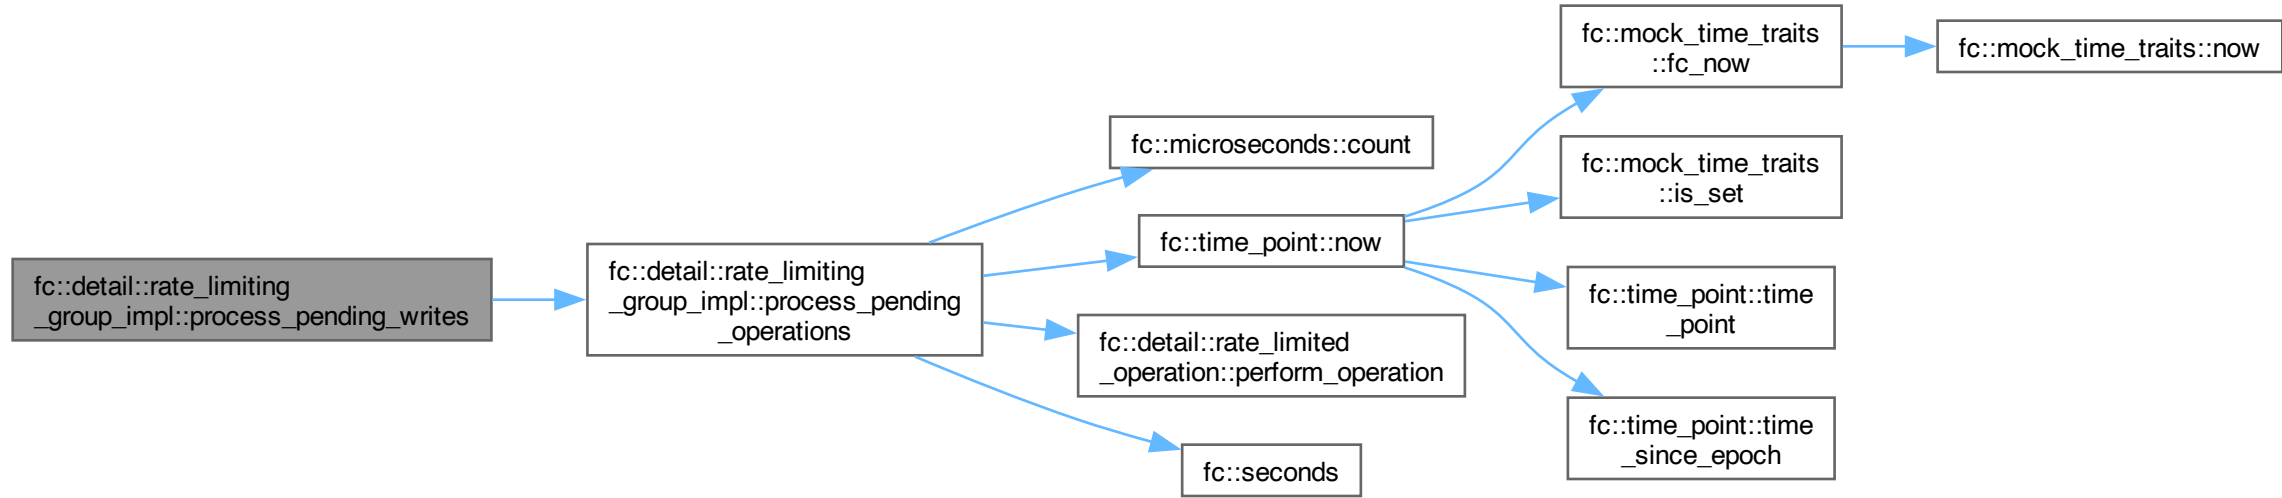 fc::detail::rate_limiting
_group_impl::process_pending_writes
fc::detail::rate_limiting
_group_impl::process_pending
_operations
fc::microseconds::count
fc::time_point::now
fc::detail::rate_limited
_operation::perform_operation
fc::seconds
fc::mock_time_traits
::fc_now
fc::mock_time_traits
::is_set
fc::time_point::time
_point
fc::time_point::time
_since_epoch
fc::mock_time_traits::now